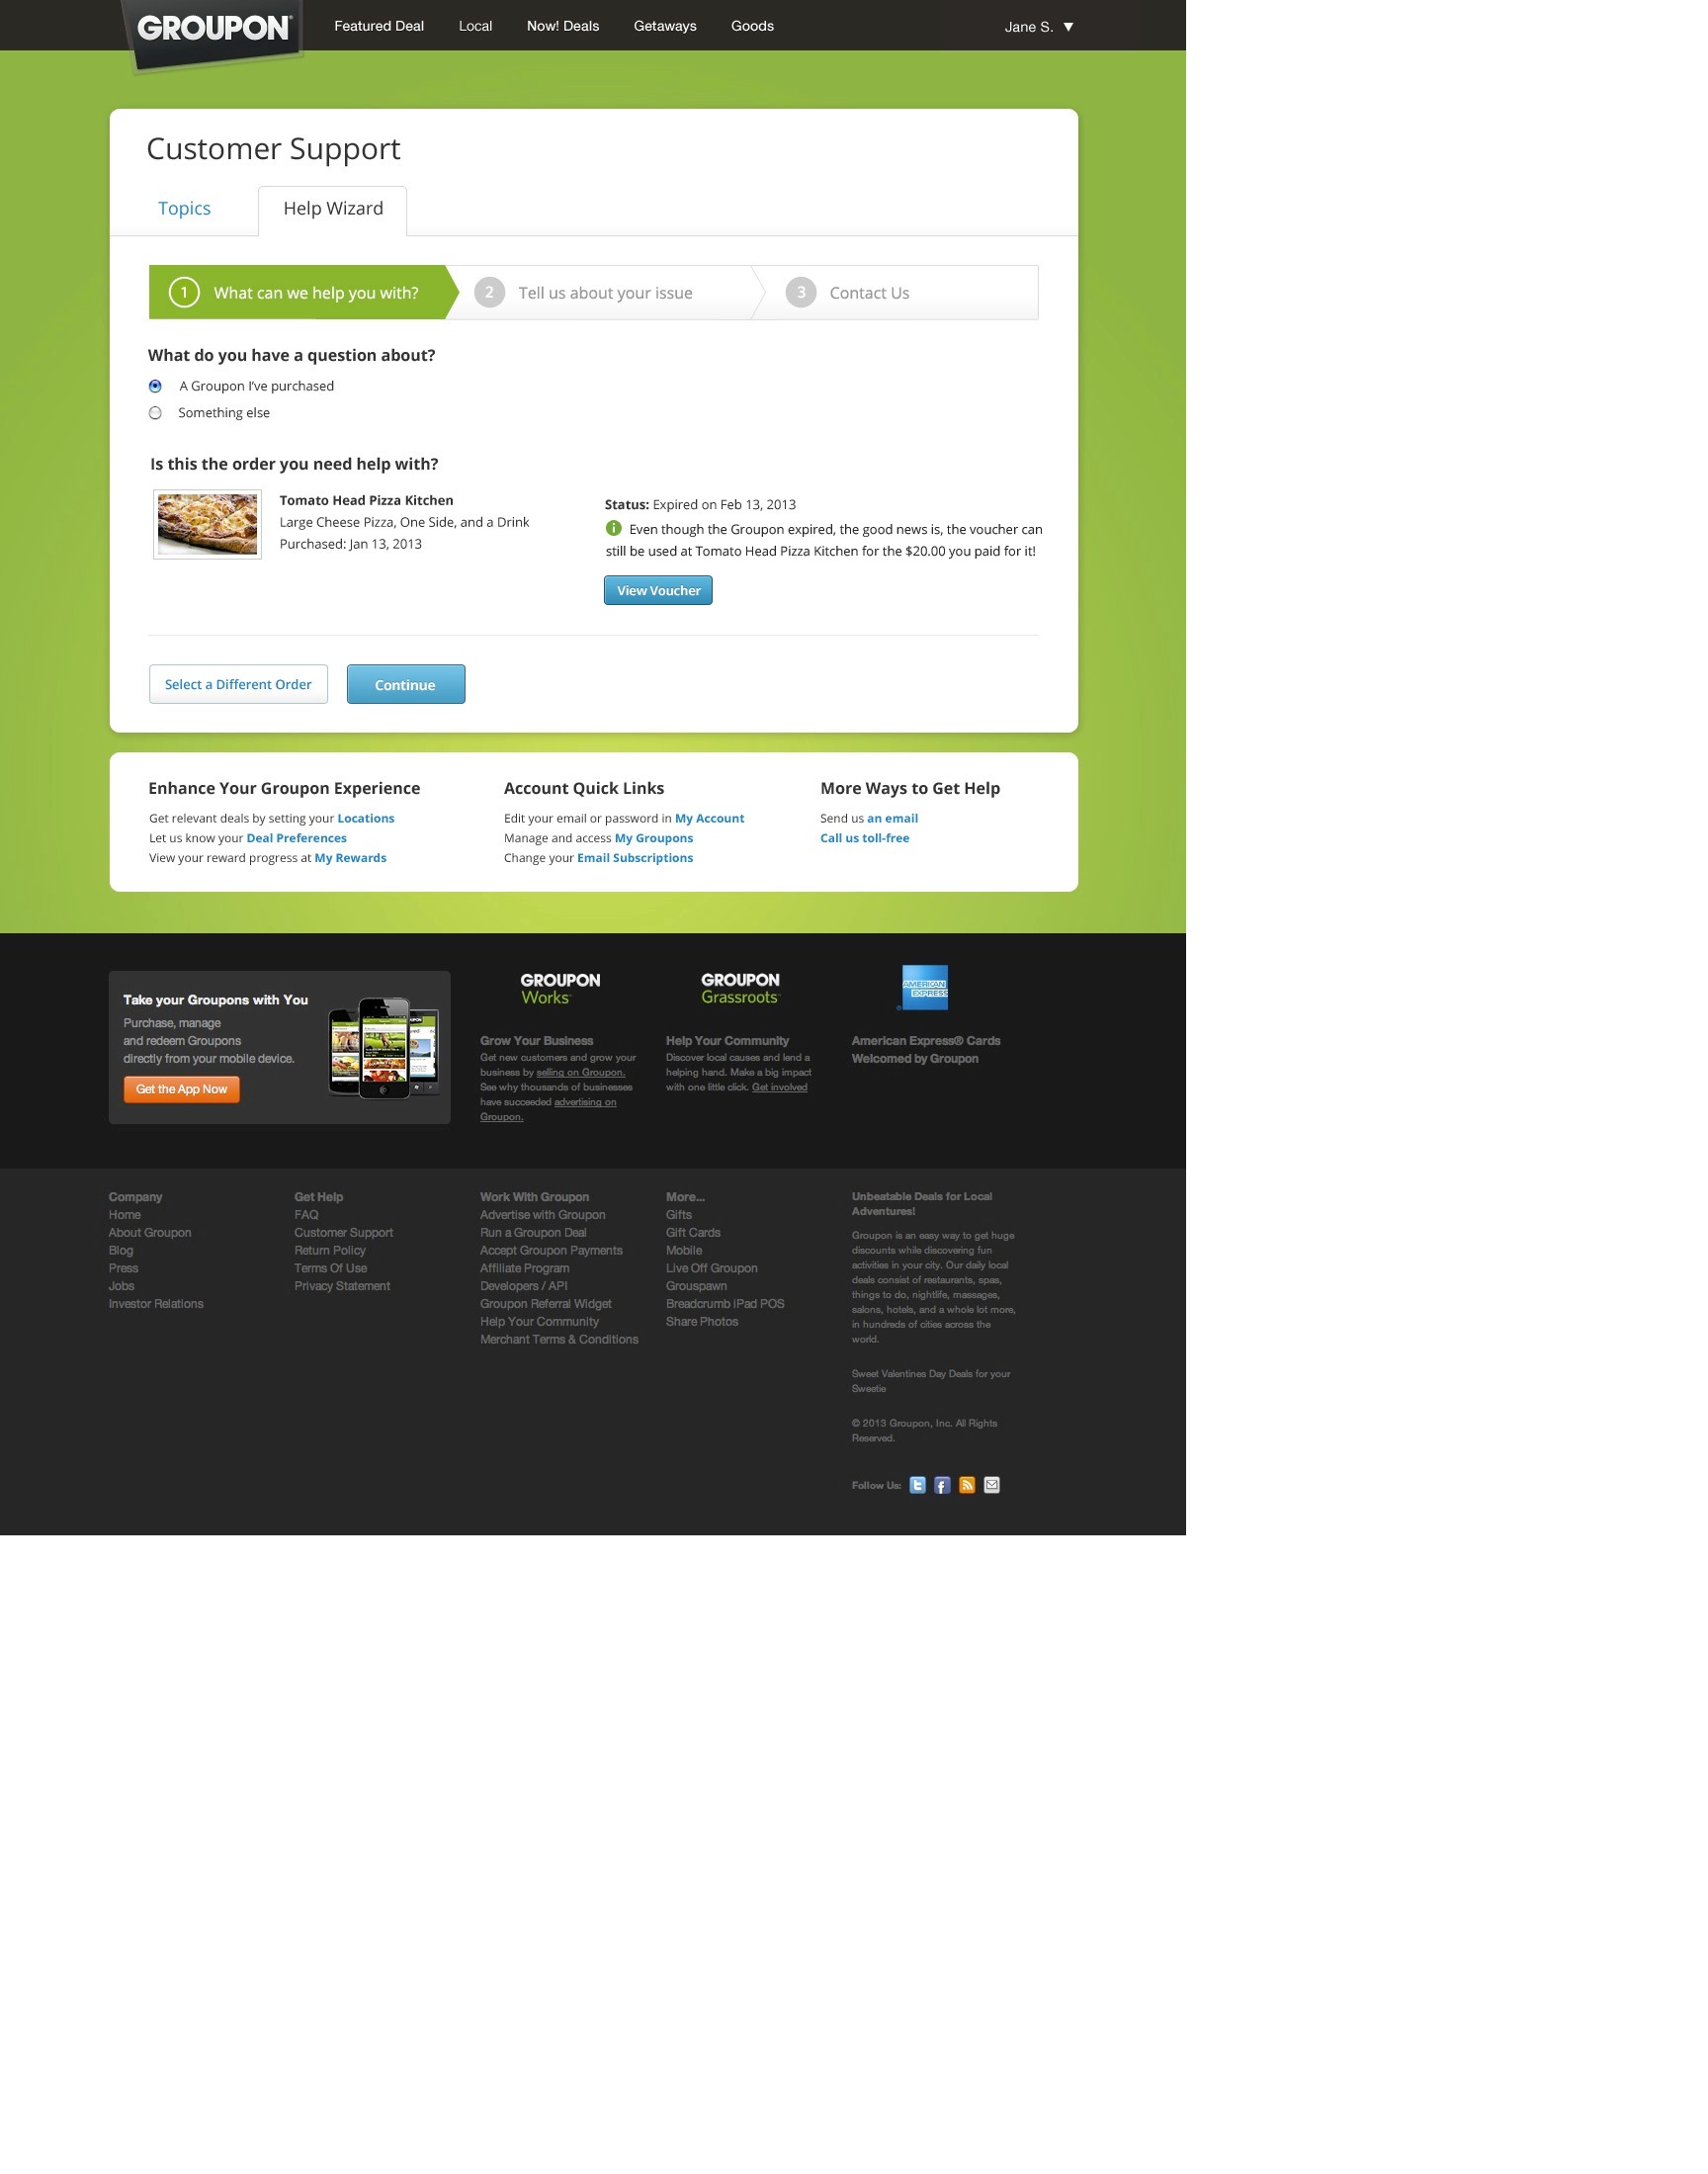 GROUPON
Featured Deal Local Now! Deals Getaways Goods Jane S.
Customer Support
Topics Help Wizard
1 What can we help you with? 2 Tell us about your issue 3 Contact Us
What do you have a question about?
A Groupon I've purchased
Something else
Is this the order you need help with?
Tomato Head Pizza Kitchen
Large Cheese Pizza, One Side, and a Drink
Purchased: Jan 13, 2013
Status: Expired on Feb 13, 2013
Even though the Groupon expired, the good news is, the voucher can
still be used at Tomato Head Pizza Kitchen for the $20.00 you paid for it!
View Voucher
Select a Different Order Continue
Enhance Your Groupon Experience
Get relevant deals by setting your Locations
Let us know your Deal Preferences
View your reward progress at My Rewards
Account Quick Links
Edit your email or password in My Account
Manage and access My Groupons
Change your Email Subscriptions
More Ways to Get Help
Send us an email
Call us toll-free
Take your Groupons with You
Purchase, manage
and redeem Groupons
directly from your mobile device.
Get the App Now
GROUPON
Works™
Grow Your Business
Get new customers and grow your
business by selling on Groupon.
See why thousands of businesses
have succeeded advertising on
Groupon.
GROUPON
Grassroots™
Help Your Community
Discover local causes and lend a
helping hand. Make a big impact
with one little click. Get involved
AMERICAN
EXPRESS
®
American Express® Cards
Welcomed by Groupon
Company
Home
About Groupon
Blog
Press
Jobs
Investor Relations
Get Help
FAQ
Customer Support
Return Policy
Terms Of Use
Privacy Statement
Work With Groupon
Advertise with Groupon
Run a Groupon Deal
Accept Groupon Payments
Affiliate Program
Developers / API
Groupon Referral Widget
Help Your Community
Merchant Terms & Conditions
More...
Gifts
Gift Cards
Mobile
Live Off Groupon
Grouspawn
Breadcrumb iPad POS
Share Photos
Unbeatable Deals for Local
Adventures!
Groupon is an easy way to get huge
discounts while discovering fun
activities in your city. Our daily local
deals consist of restaurants, spas,
things to do, nightlife, massages,
salons, hotels, and a whole lot more,
in hundreds of cities across the
world.
Sweet Valentines Day Deals for your
Sweetie
© 2013 Groupon, Inc. All Rights
Reserved.
Follow Us: